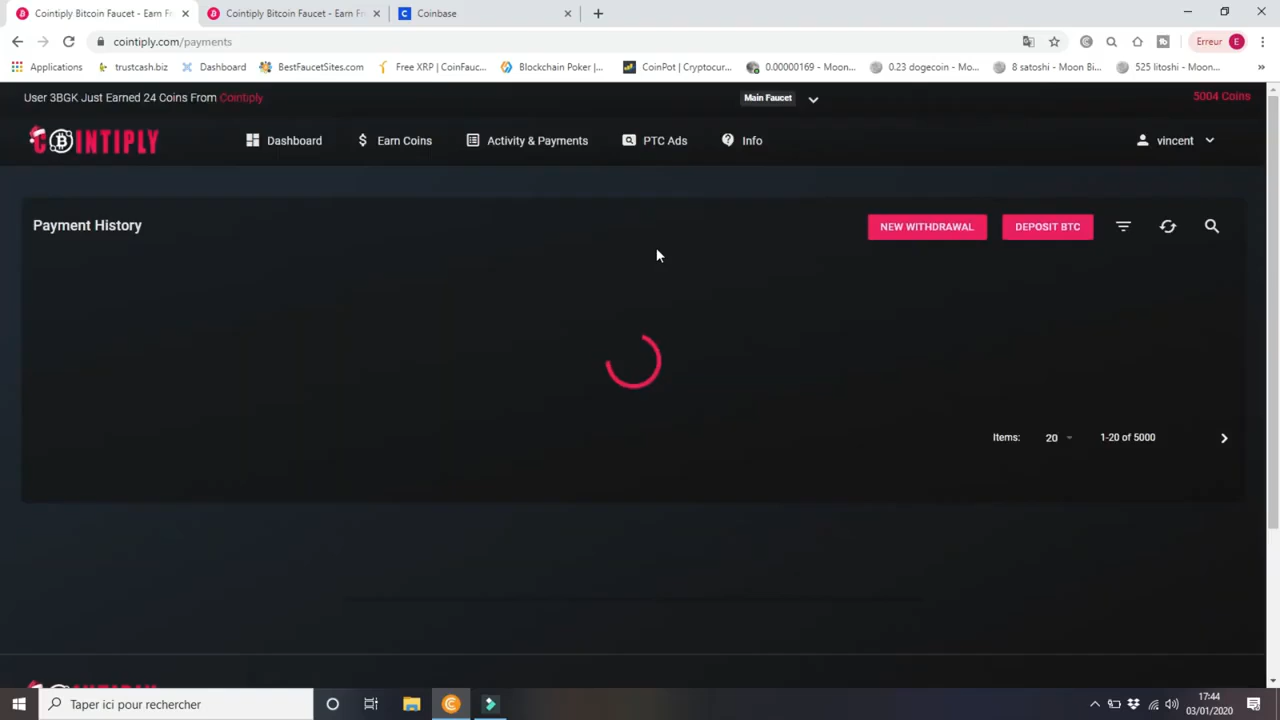 Cointiply Bitcoin Faucet - Earn Fr
Cointiply Bitcoin Faucet - Earn Fr
Coinbase
cointiply.com/payments
Erreur E
Applications
trustcash.biz
Dashboard
BestFaucetSites.com
Free XRP | CoinFauc...
Blockchain Poker |...
CoinPot | Cryptocur...
0.00000169 - Moon...
0.23 dogecoin - Mo...
8 satoshi - Moon Bi...
525 litoshi - Moon...
User 3BGK Just Earned 24 Coins From Cointiply
Main Faucet
5004 Coins
COINTIPLY
Dashboard
Earn Coins
Activity & Payments
PTC Ads
Info
vincent
Payment History
NEW WITHDRAWAL
DEPOSIT BTC
Items:
20
1-20 of 5000
Taper ici pour rechercher
17:44
03/01/2020